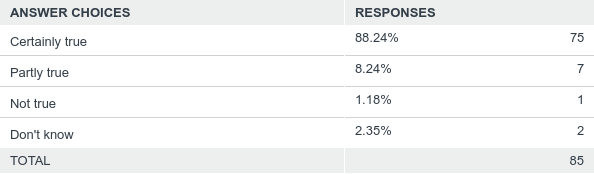 ANSWER CHOICES RESPONSES
Certainly true 88.24% 75
Partly true 8.24% 7
Not true 1.18% 1
Don't know 2.35% 2
TOTAL 85